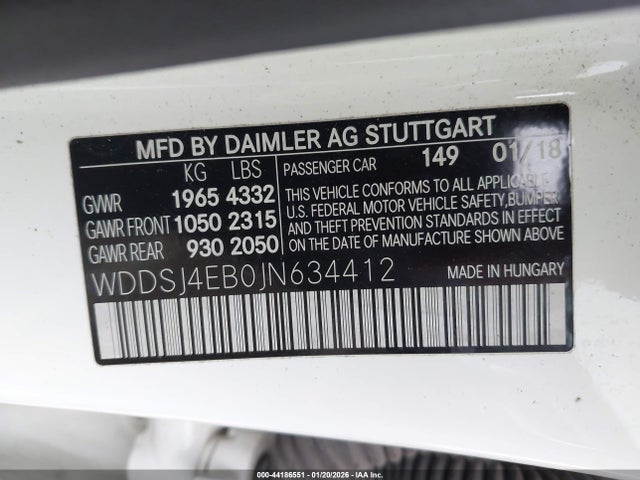 MFD BY DAIMLER AG STUTTGART
KG LBS
GVWR 1965 4332
GAWR FRONT 1050 2315
GAWR REAR 930 2050
PASSENGER CAR 149 01/18
THIS VEHICLE CONFORMS TO ALL APPLICABLE
U.S. FEDERAL MOTOR VEHICLE SAFETY, BUMPER
AND THEFT PREVENTION STANDARDS IN EFFECT
ON THE DATE OF MANUFACTURE SHOWN ABOVE.
WDDSJ4EB0JN634412
MADE IN HUNGARY
000-44186551 | 01/20/2026 - IAAI